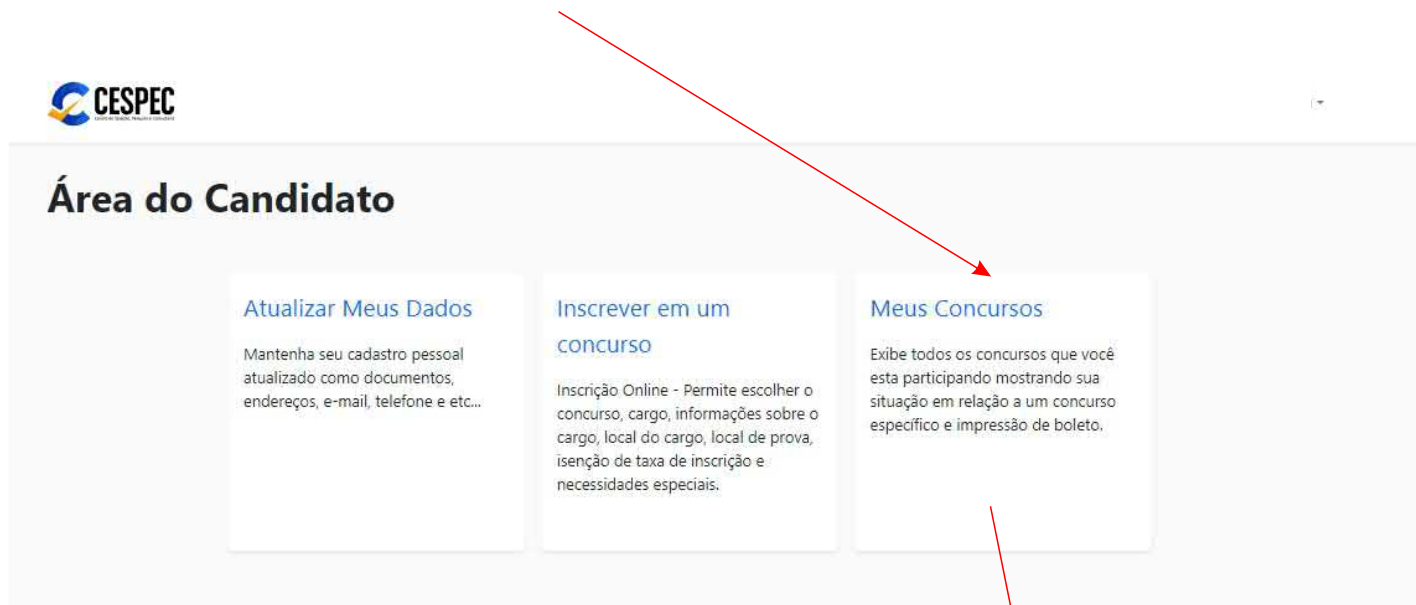 CESPEC
Área do Candidato
Atualizar Meus Dados
Mantenha seu cadastro pessoal
atualizado como documentos,
endereços, e-mail, telefone e etc...
Inscrever em um
concurso
Inscrição Online - Permite escolher o
concurso, cargo, informações sobre o
cargo, local do cargo, local de prova,
isenção de taxa de inscrição e
necessidades especiais.
Meus Concursos
Exibe todos os concursos que você
esta participando mostrando sua
situação em relação a um concurso
específico e impressão de boleto.